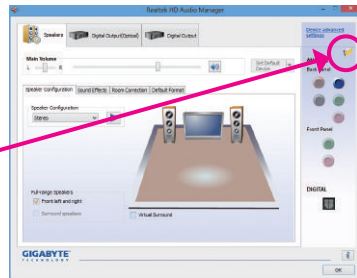 Realtek HD Audio Manager
Speakers
Digital Output(Optical)
Digital Output
Device advanced settings
Main Volume
L
R
Set Default Device
ANALOG
Back Panel
Speaker Configuration
Sound Effects
Room Correction
Default Format
Speaker Configuration
Stereo
Front Panel
Full-range Speakers
Front left and right
Surround speakers
Virtual Surround
DIGITAL
GIGABYTE
TECHNOLOGY
OK